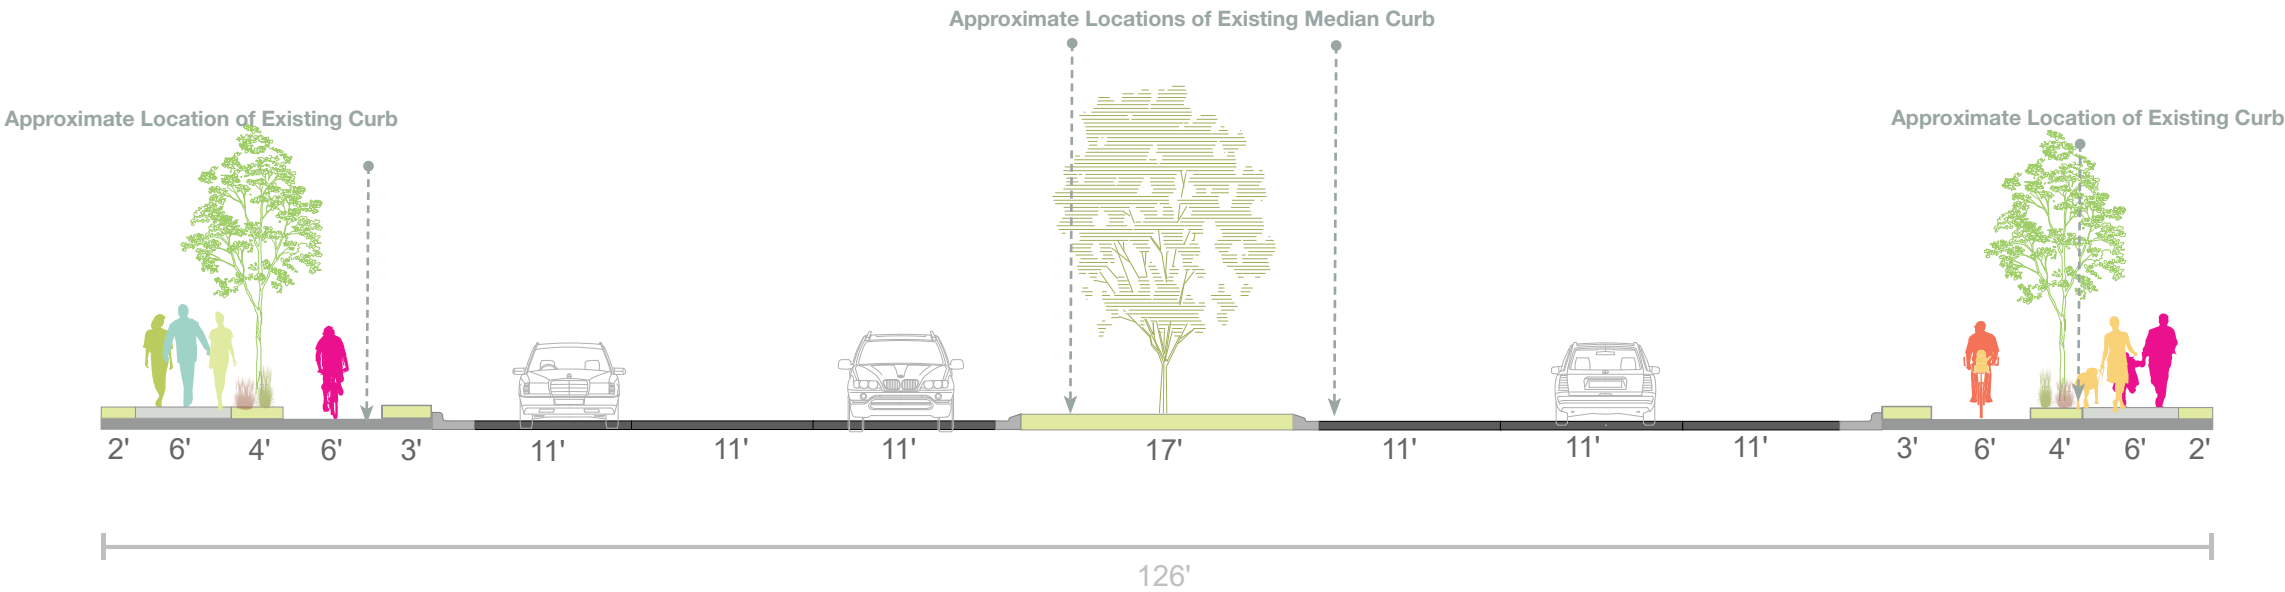 Approximate Locations of Existing Median Curb
Approximate Location of Existing Curb
Approximate Location of Existing Curb
2' 6' 4' 6' 3' 11' 11' 11' 17' 11' 11' 11' 3' 6' 4' 6' 2'
126'